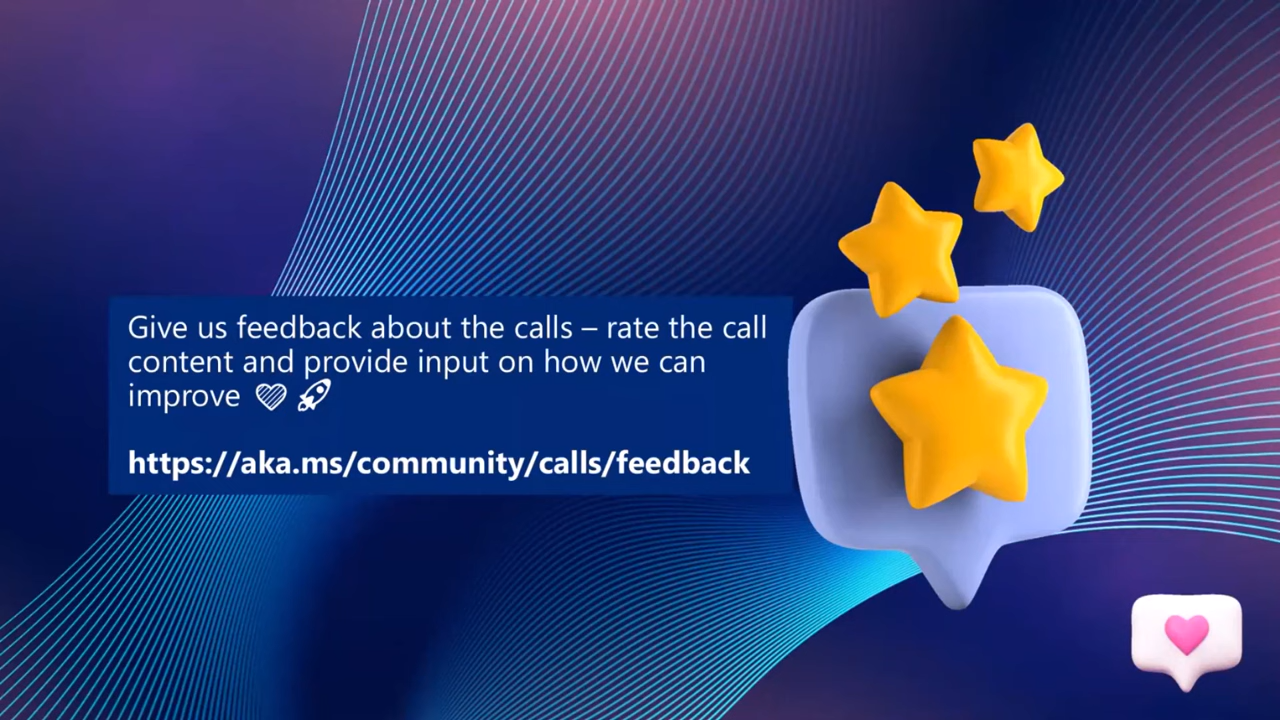 Give us feedback about the calls – rate the call
content and provide input on how we can
improve
https://aka.ms/community/calls/feedback